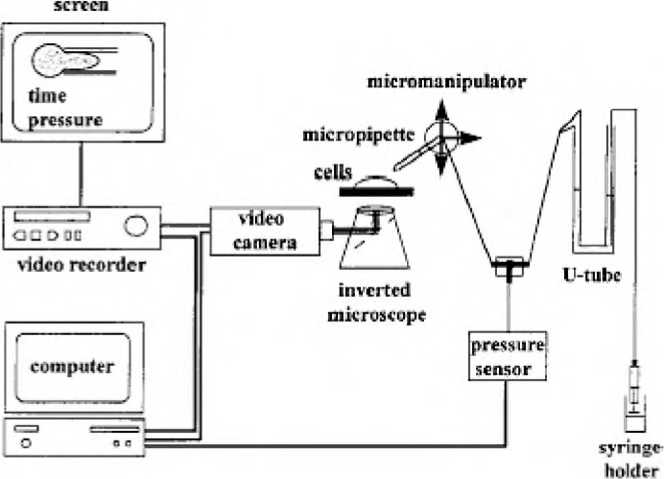 screen
time
pressure
micromanipulator
micropipette
cells
video
camera
video recorder
inverted
microscope
U-tube
computer
pressure
sensor
syringe-
holder